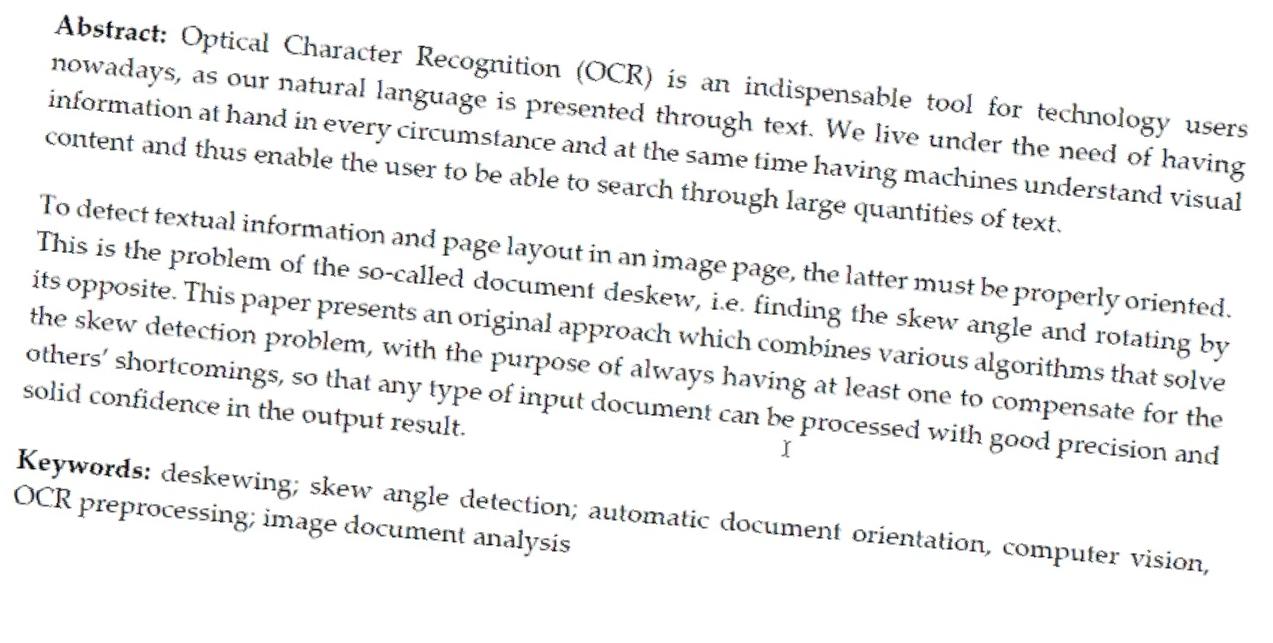 Abstract: Optical Character Recognition (OCR) is an indispensable tool for technology users
nowadays, as our natural language is presented through text. We live under the need of having
information at hand in every circumstance and at the same time having machines understand visual
content and thus enable the user to be able to search through large quantities of text.
To detect textual information and page layout in an image page, the latter must be properly oriented.
This is the problem of the so-called document deskew, i.e. finding the skew angle and rotating by
its opposite. This paper presents an original approach which combines various algorithms that solve
the skew detection problem, with the purpose of always having at least one to compensate for the
others' shortcomings, so that any type of input document can be processed with good precision and
solid confidence in the output result.
Keywords: deskewing; skew angle detection; automatic document orientation, computer vision,
OCR preprocessing; image document analysis